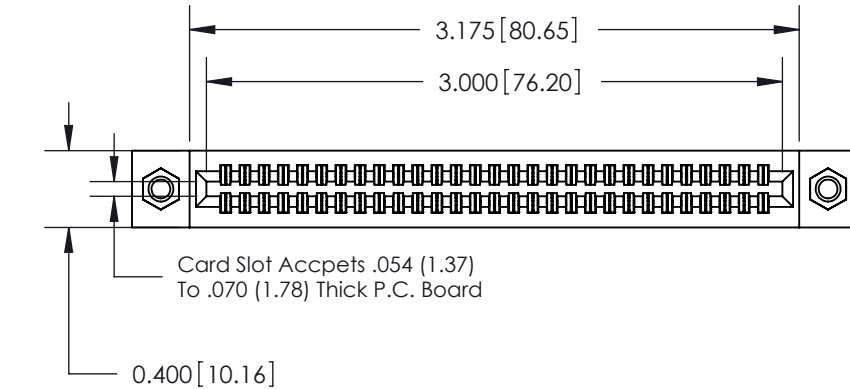 3.175[80.65]
3.000[76.20]
Card Slot Accpets .054 (1.37)
To .070 (1.78) Thick P.C. Board
0.400[10.16]